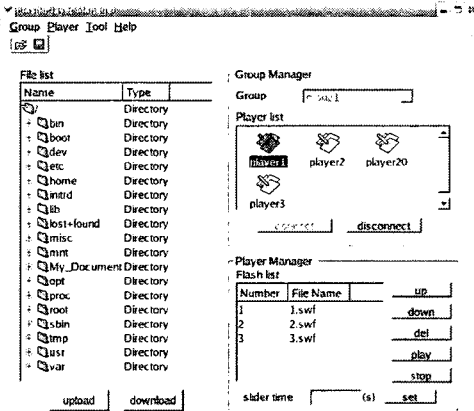 Group Player Tool Help
File list
Name Type
/ Directory
bin Directory
boot Directory
dev Directory
etc Directory
home Directory
initrd Directory
lib Directory
lost+found Directory
misc Directory
mnt Directory
My_Document Directory
opt Directory
proc Directory
root Directory
sbin Directory
tmp Directory
usr Directory
var Directory
upload download
Group Manager
Group
Player list
player1 player2 player20
player3
connect disconnect
Player Manager
Flash list
Number File Name
1 1.swf
2 2.swf
3 3.swf
up
down
del
play
stop
slider time (s) set